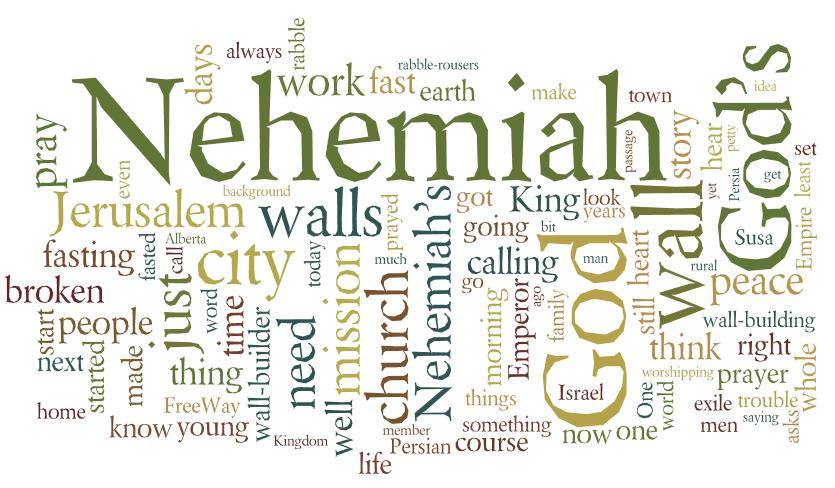 always
rabble
days
rabble-rousers
work
fast
earth
make
town
idea
God's
Nehemiah
pray
even
passage
story
hear
petty
set
background
Jerusalem
walls
prayed
Nehemiah's
got
King
look
years
wall
yet
Persia
get
least
Empire
Susa
fasting
fasted
Alberta
call
city
today
mission
much
going
bit
calling
God
man
heart
rural
peace
broken
just
word
time
church
go
morning
Emperor
ago
family
still
wall-building
start
people
wall-builder
need
think
right
next
started
made
thing
things
Israel
One
world
worshipping
prayer
whole
home
FreeWay
well
exile
trouble
know
young
Kingdom
member
Persian
something
course
now
one
men
saying
asks
life